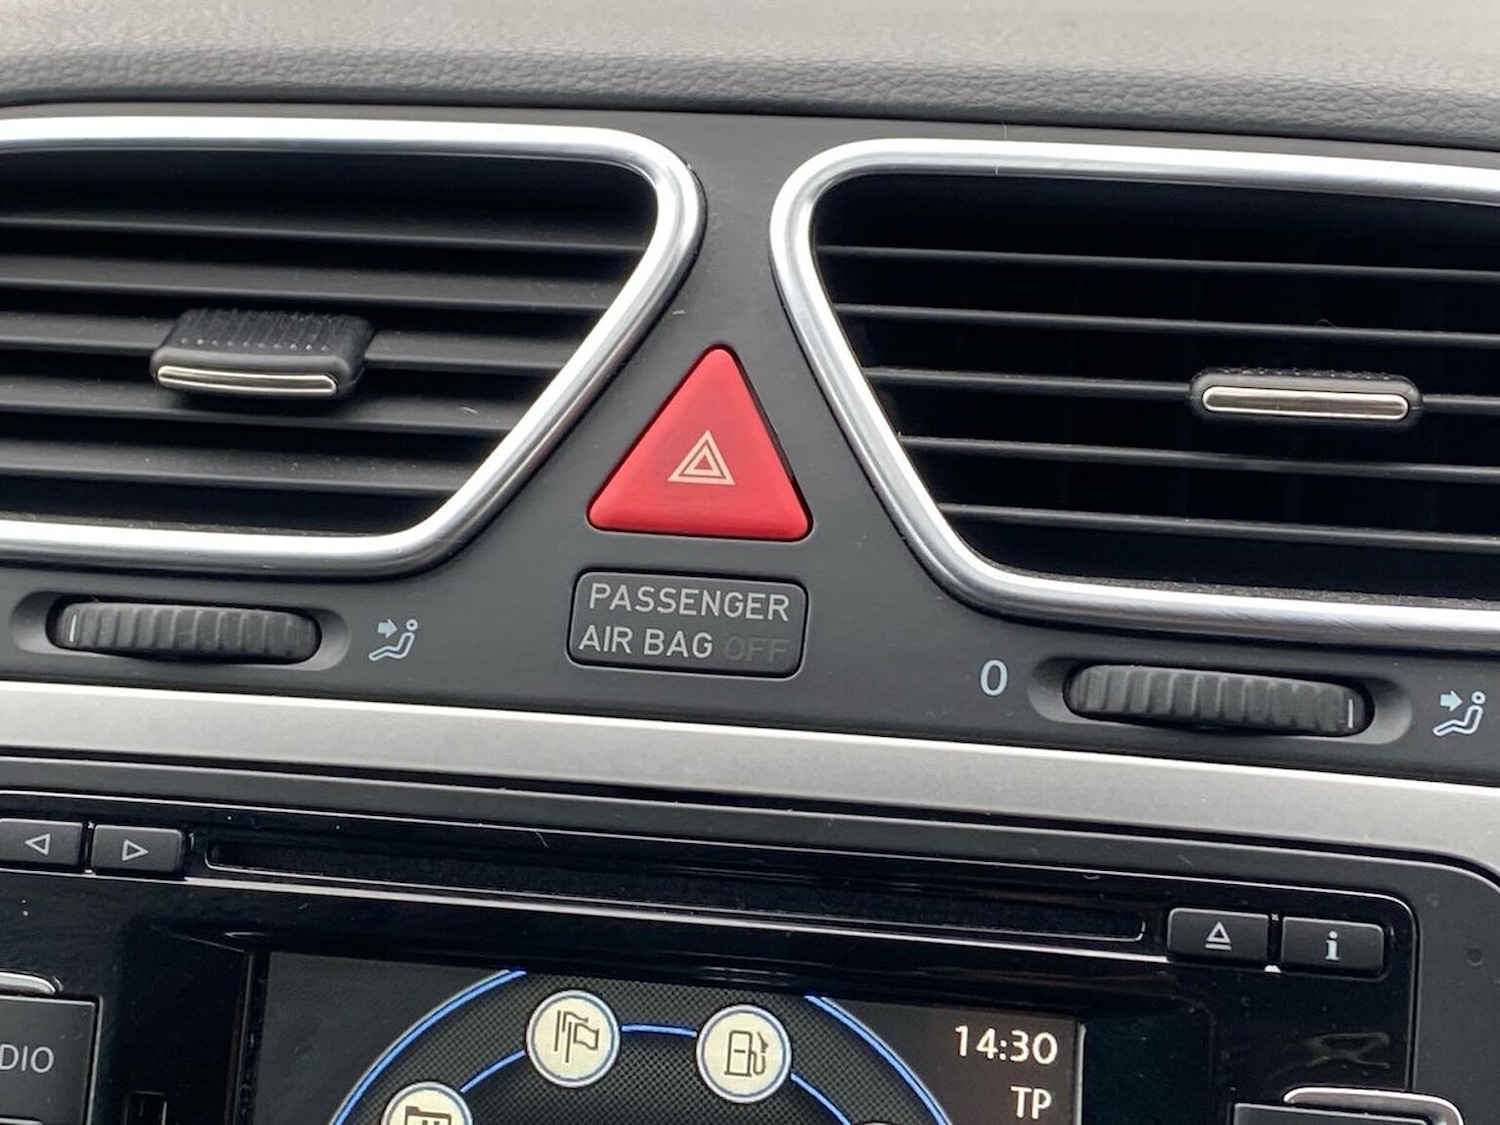 PASSENGER
AIR BAG OFF
0
i
DIO
14:30
TP